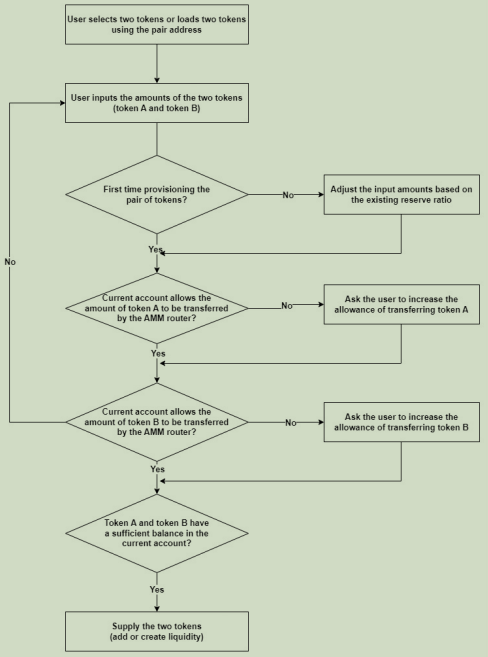 User selects two tokens or loads two tokens
using the pair address
User inputs the amounts of the two tokens
(token A and token B)
First time provisioning the
pair of tokens?
No
Adjust the input amounts based on
the existing reserve ratio
Yes
No
Current account allows the
amount of token A to be transferred
by the AMM router?
No
Ask the user to increase the
allowance of transferring token A
Yes
Current account allows the
amount of token B to be transferred
by the AMM router?
No
Ask the user to increase the
allowance of transferring token B
Yes
Token A and token B have
a sufficient balance in the
current account?
Yes
Supply the two tokens
(add or create liquidity)